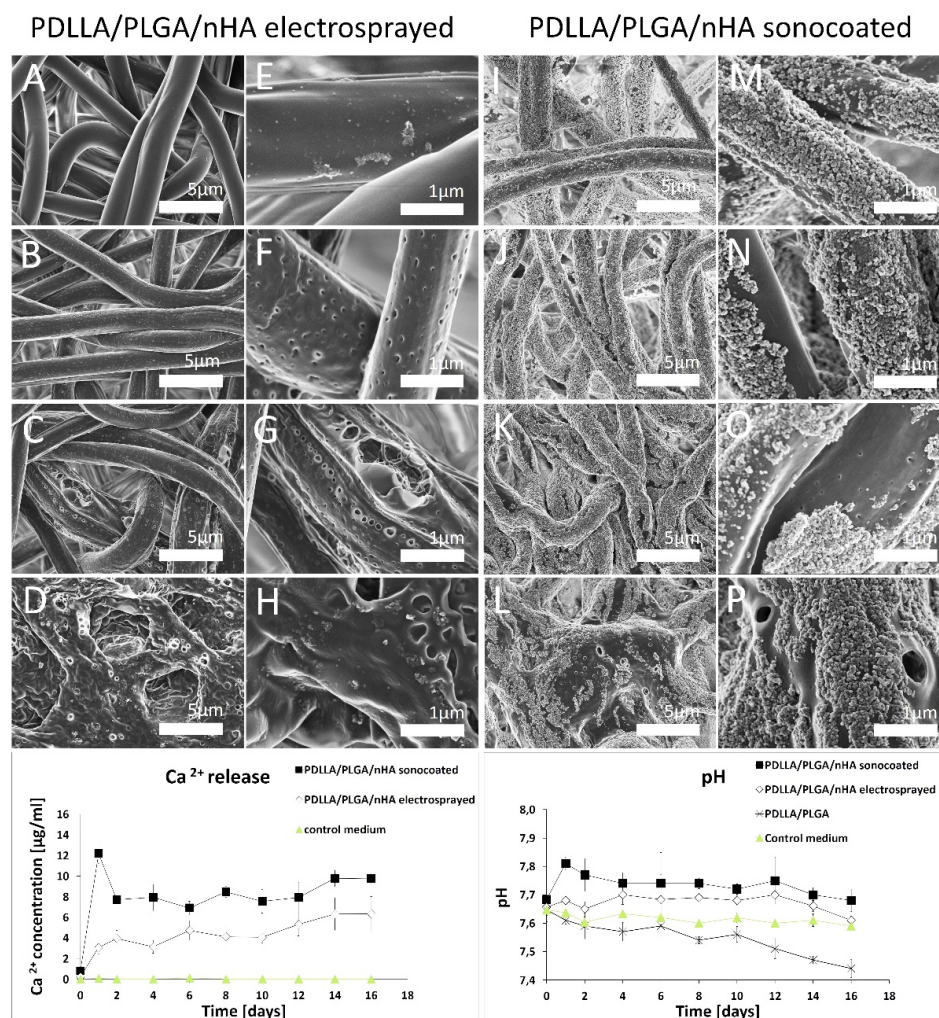 PDLLA/PLGA/nHA electrosprayed
PDLLA/PLGA/nHA sonocoated
A
5µm
E
1µm
I
5µm
M
1µm
B
5µm
F
1µm
J
5µm
N
1µm
C
5µm
G
1µm
K
5µm
O
1µm
D
5µm
H
1µm
L
5µm
P
1µm
Ca 2+ release
PDLLA/PLGA/nHA sonocoated
PDLLA/PLGA/nHA electrosprayed
control medium
Ca 2+ concentration [µg/ml]
16
14
12
10
8
6
4
2
0
0 2 4 6 8 10 12 14 16 18
Time [days]
pH
PDLLA/PLGA/nHA sonocoated
PDLLA/PLGA/nHA electrosprayed
PDLLA/PLGA
Control medium
pH
8,0
7,9
7,8
7,7
7,6
7,5
7,4
0 2 4 6 8 10 12 14 16 18
Time [days]